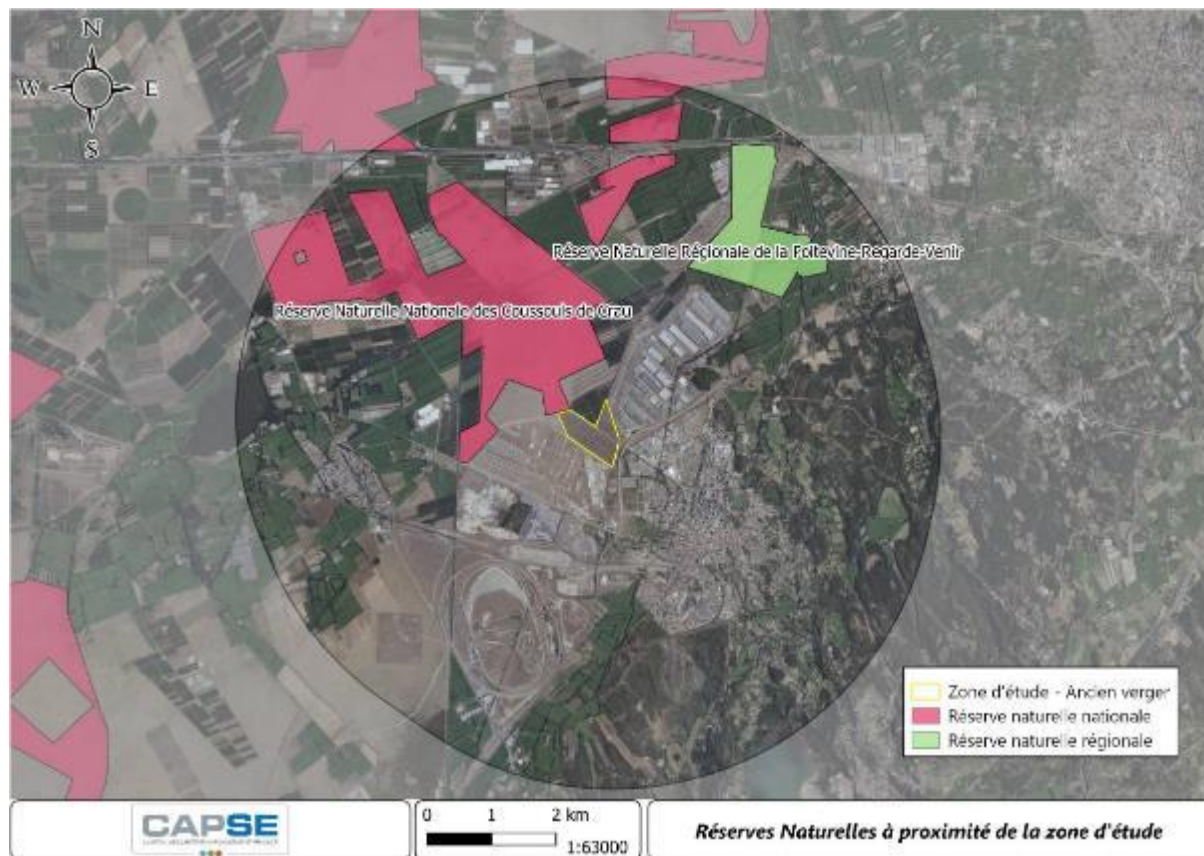 N
W E
S
Réserve Naturelle Régionale de la Poitevine-Regarde-Venir
Réserve Naturelle Nationale des Coussouls de Crau
Zone d'étude - Ancien verger
Réserve naturelle nationale
Réserve naturelle régionale
CAPSE
0 1 2 km
1:63000
Réserves Naturelles à proximité de la zone d'étude